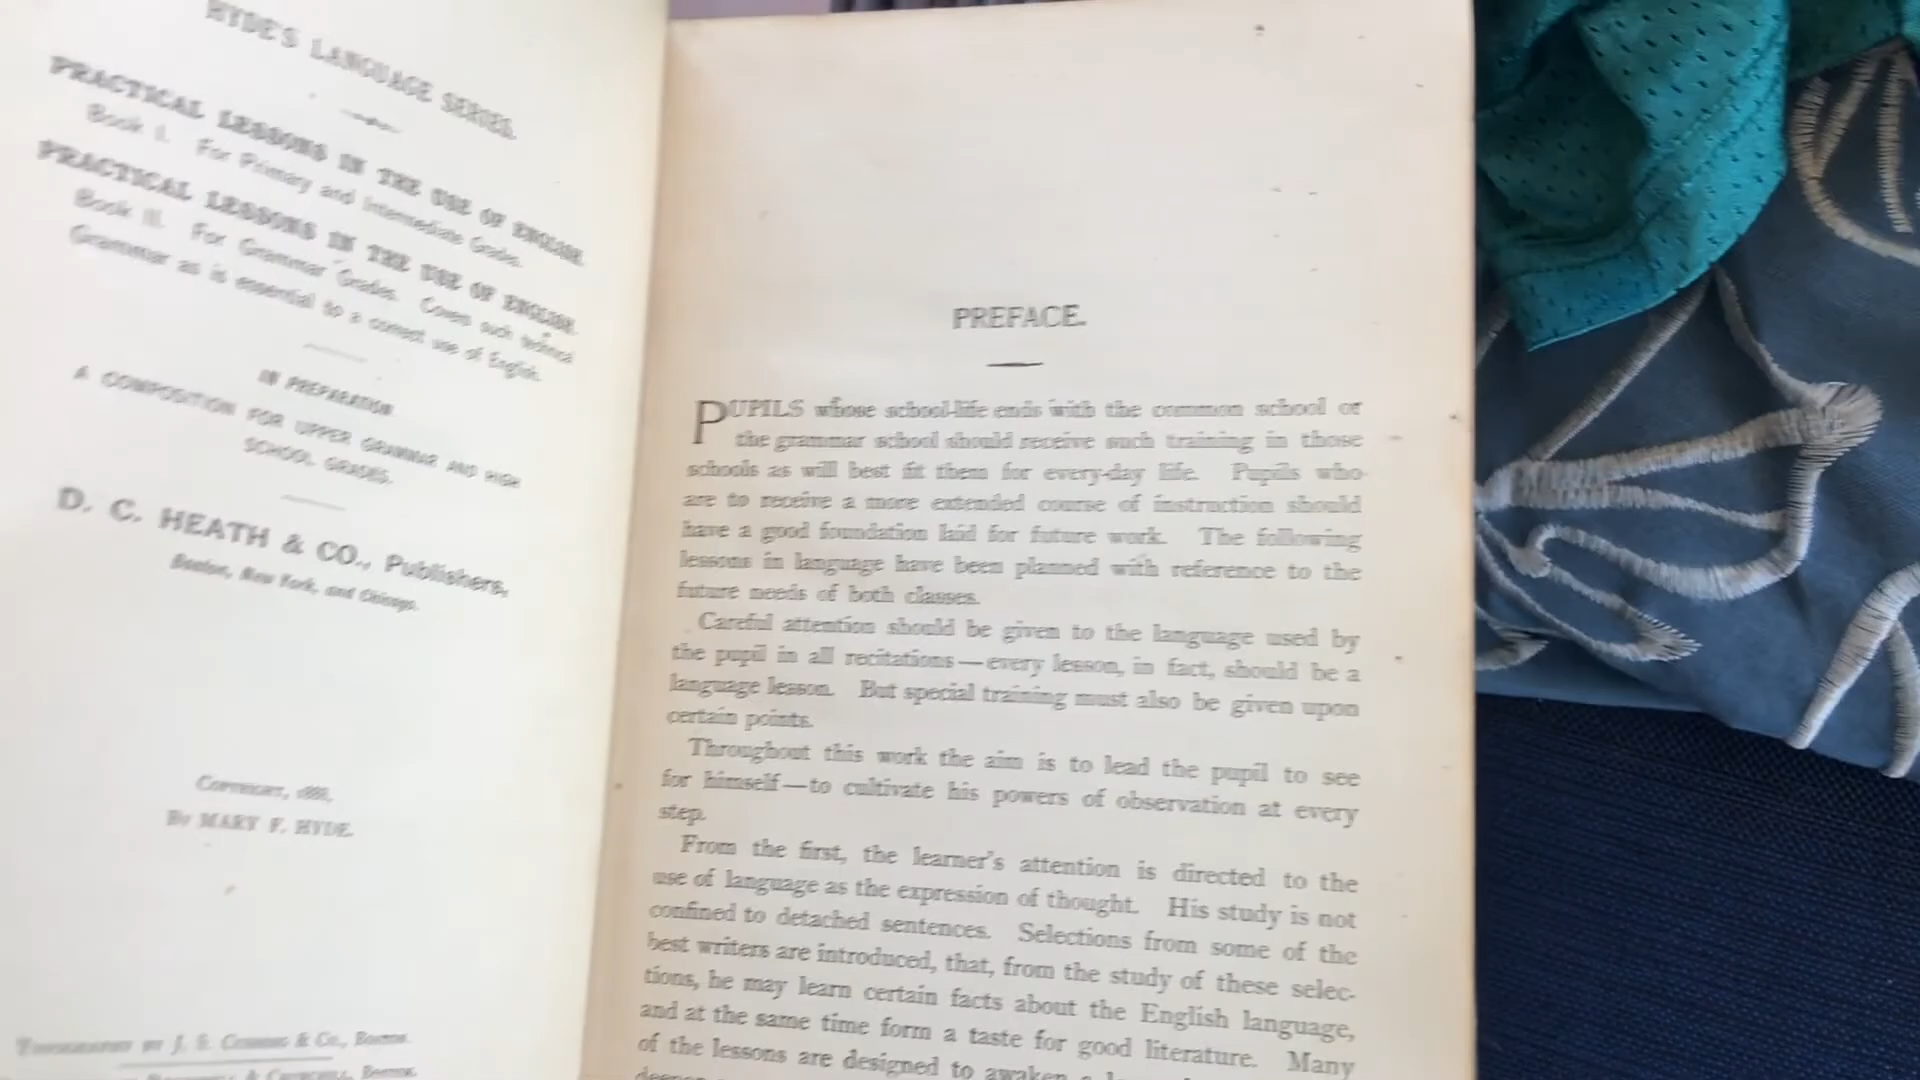 HYDE'S LANGUAGE SERIES.
PRACTICAL LESSONS IN THE USE OF ENGLISH.
Book I. For Primary and Intermediate Grades.
PRACTICAL LESSONS IN THE USE OF ENGLISH.
Book II. For Grammar Grades. Covers such technical
Grammar as is essential to a correct use of English.
IN PREPARATION
A COMPOSITION FOR UPPER GRAMMAR AND HIGH
SCHOOL GRADES.
D. C. HEATH & CO., Publishers,
Boston, New York, and Chicago.
COPYRIGHT,
BY MARY F. HYDE.
TYPOGRAPHY BY J. S. CUSHING & CO., BOSTON.
& BOSTON.
PREFACE.
PUPILS whose school-life ends with the common school or
the grammar school should receive such training in those
schools as will best fit them for every-day life. Pupils who
are to receive a more extended course of instruction should
have a good foundation laid for future work. The following
lessons in language have been planned with reference to the
future needs of both classes.
Careful attention should be given to the language used by
the pupil in all recitations—every lesson, in fact, should be a
language lesson. But special training must also be given upon
certain points.
Throughout this work the aim is to lead the pupil to see
for himself—to cultivate his powers of observation at every
step.
From the first, the learner's attention is directed to the
use of language as the expression of thought. His study is not
confined to detached sentences. Selections from some of the
best writers are introduced, that, from the study of these selec-
tions, he may learn certain facts about the English language,
and at the same time form a taste for good literature. Many
of the lessons are designed to awaken a